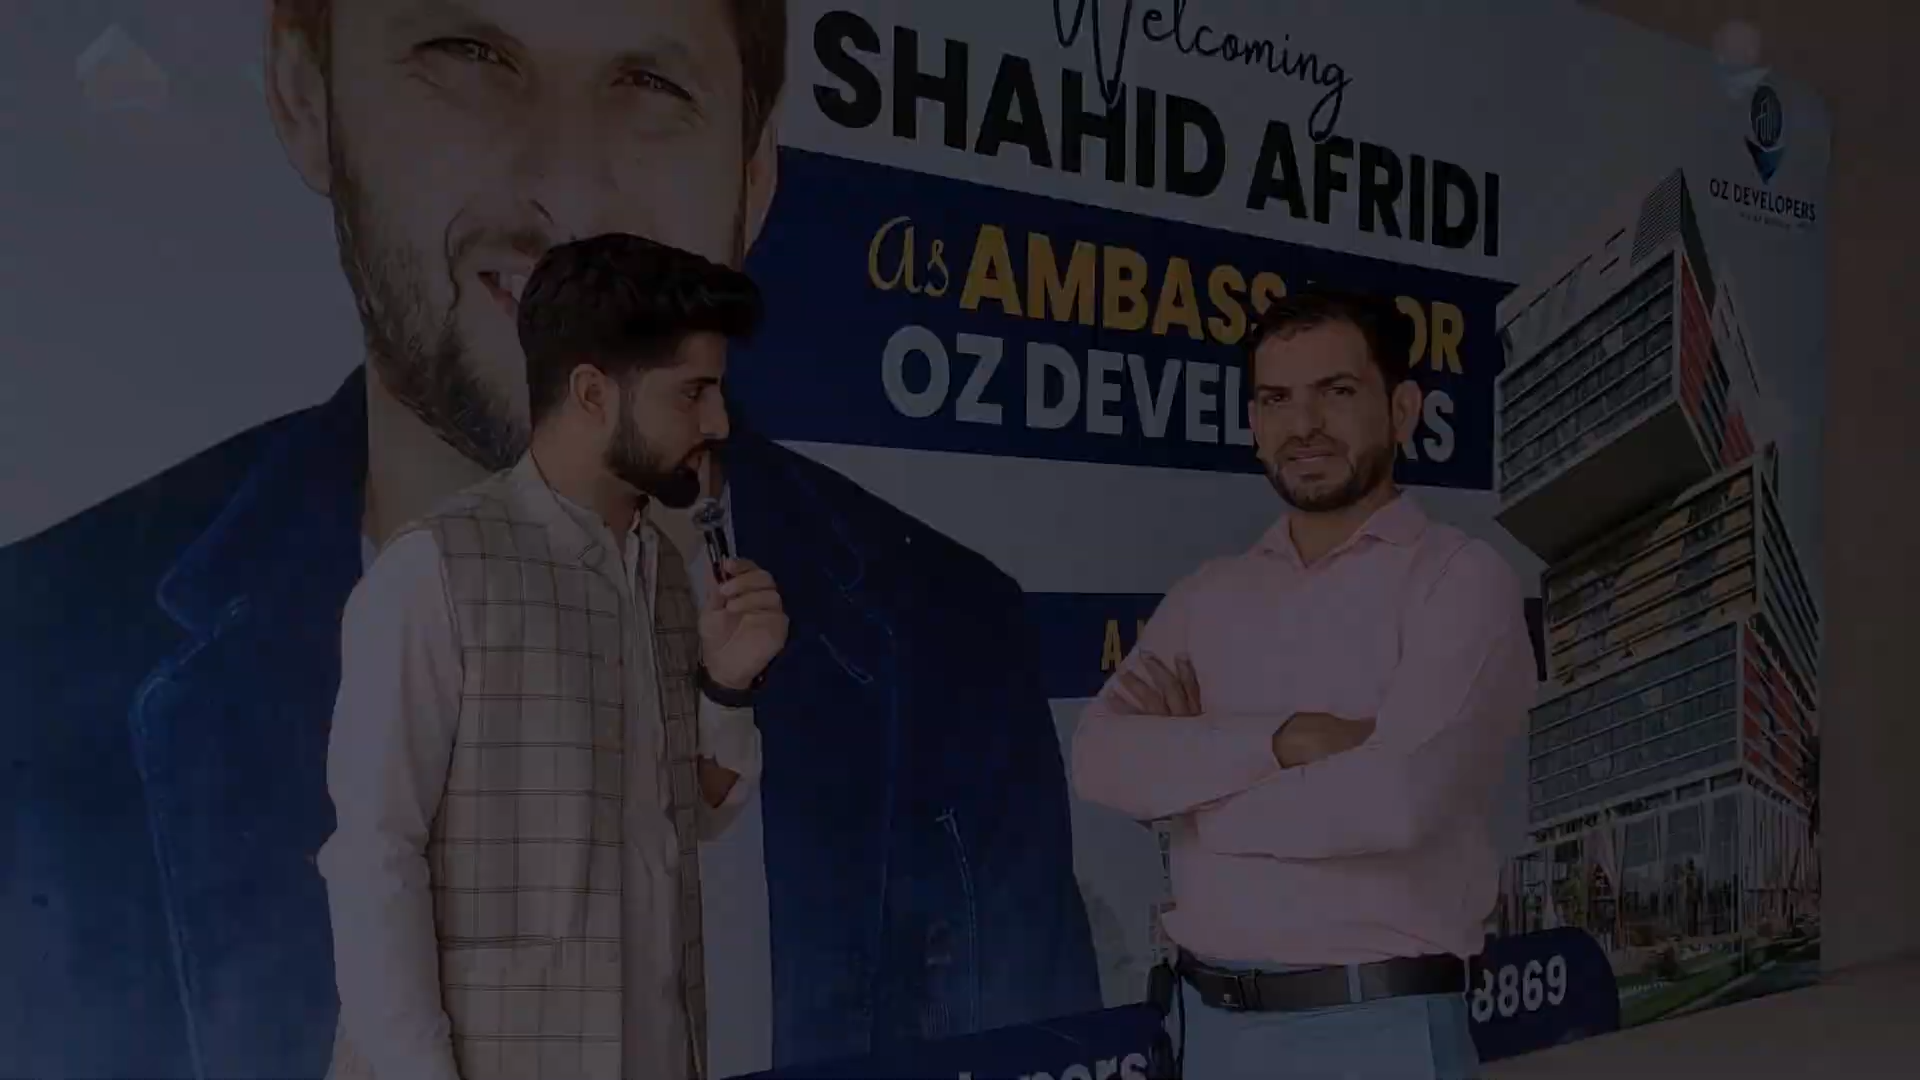 Welcoming
SHAHID AFRIDI
As AMBASS OR
OZ DEVEL RS
OZ DEVELOPERS
8869